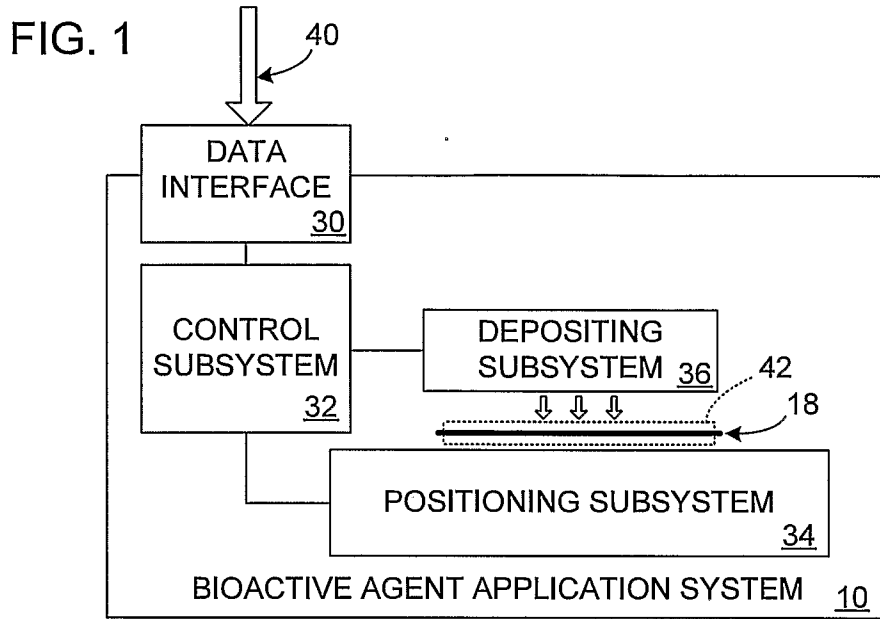 FIG. 1
40
DATA
INTERFACE
30
CONTROL
SUBSYSTEM
32
DEPOSITING
SUBSYSTEM
36
42
18
POSITIONING SUBSYSTEM
34
BIOACTIVE AGENT APPLICATION SYSTEM
10